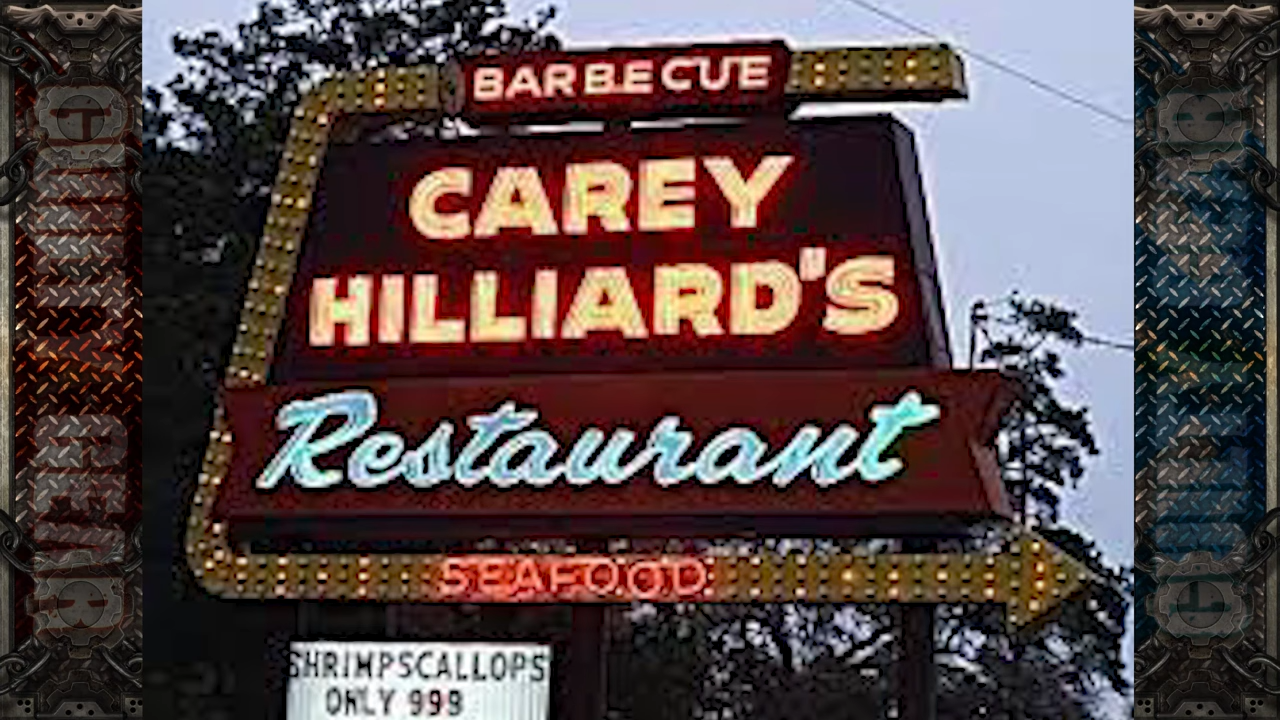 BARBECUE
CAREY
HILLIARD'S
Restaurant
SEAFOOD
SHRIMPSCALLOPS
ONLY 999